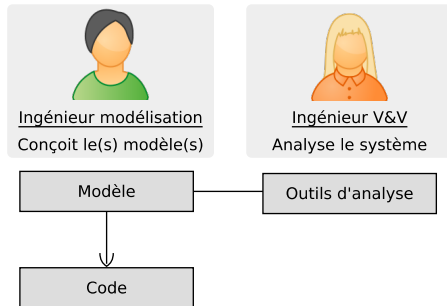 Ingénieur modélisation
Conçoit le(s) modèle(s)
Ingénieur V&V
Analyse le système
Modèle
Outils d'analyse
Code